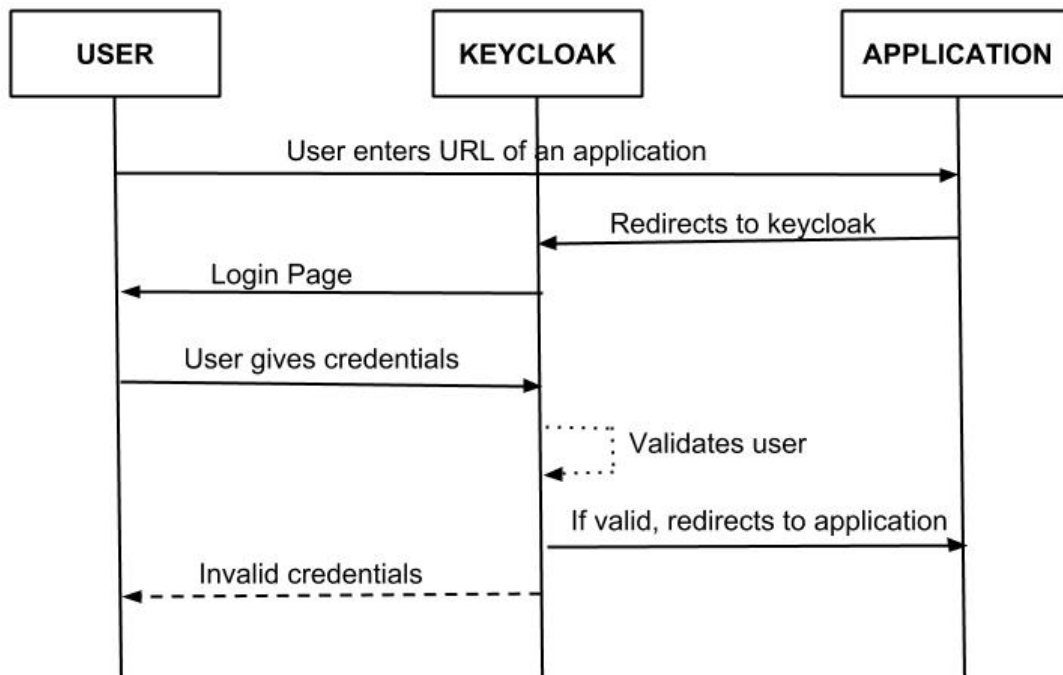 USER
KEYCLOAK
APPLICATION
User enters URL of an application
Redirects to keycloak
Login Page
User gives credentials
Validates user
If valid, redirects to application
Invalid credentials